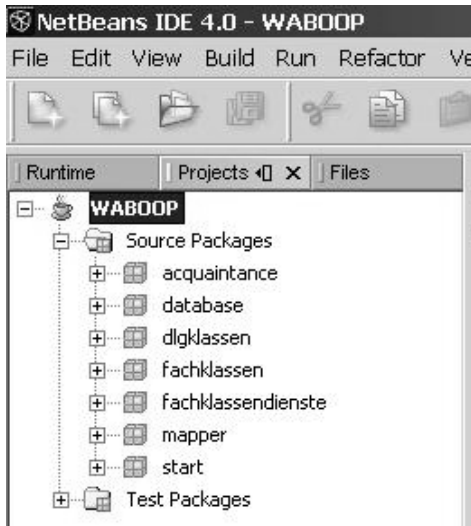 NetBeans IDE 4.0 - WABOOP
File Edit View Build Run Refactor Ve
Runtime Projects Files
WABOOP
Source Packages
acquaintance
database
dlgklassen
fachklassen
fachklassendienste
mapper
start
Test Packages